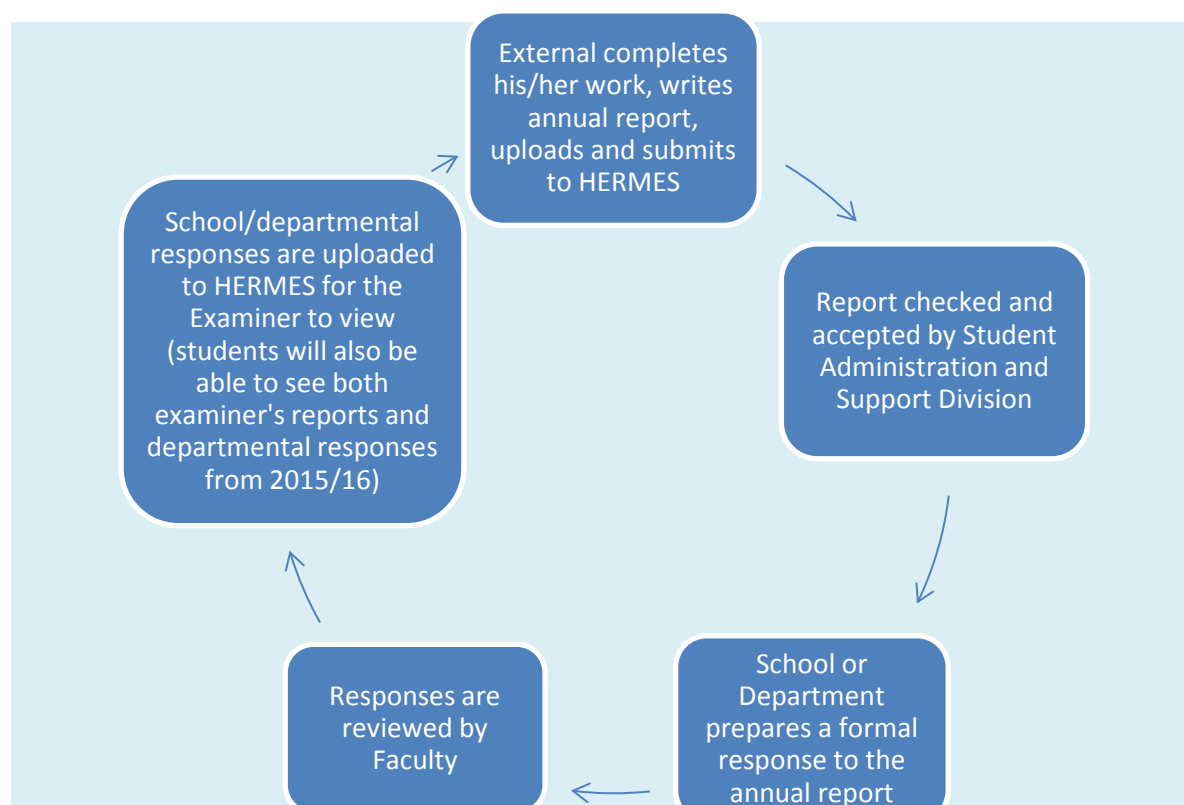 External completes
his/her work, writes
annual report,
uploads and submits
to HERMES
Report checked and
accepted by Student
Administration and
Support Division
School or
Department
prepares a formal
response to the
annual report
Responses are
reviewed by
Faculty
School/departmental
responses are uploaded
to HERMES for the
Examiner to view
(students will also be
able to see both
examiner's reports and
departmental responses
from 2015/16)